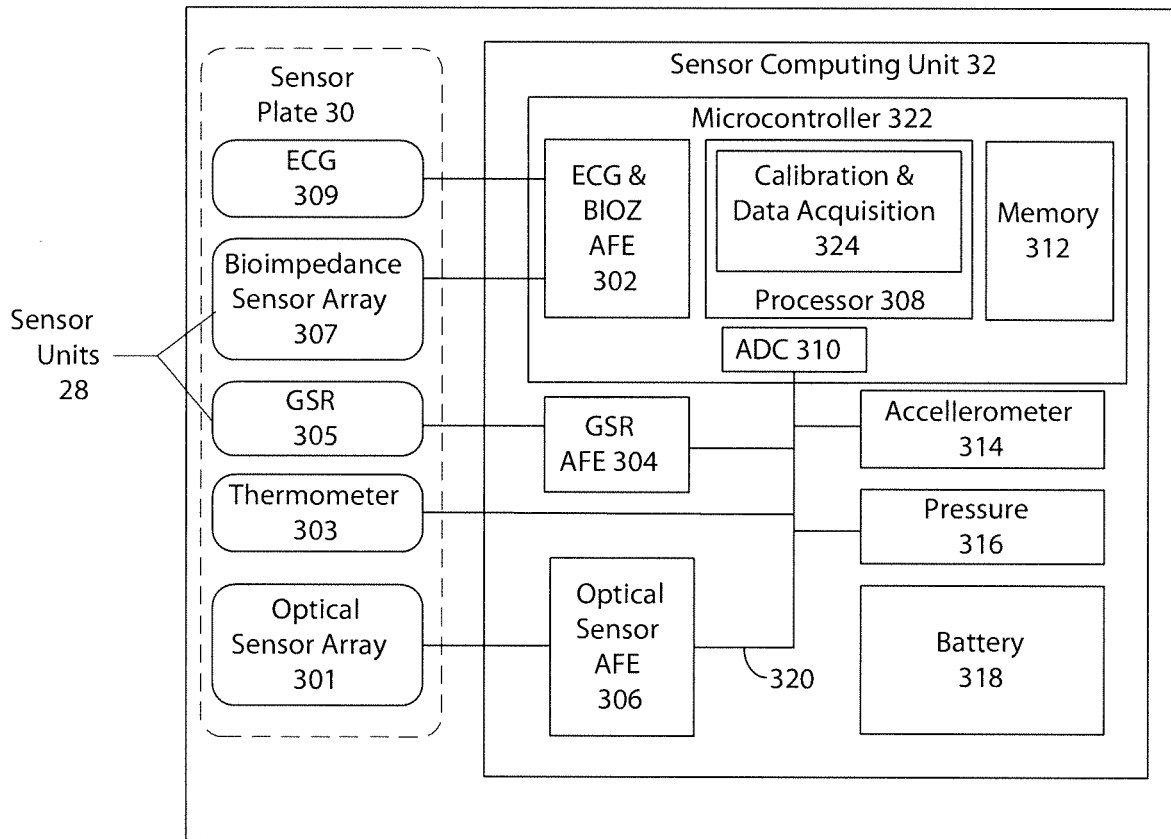 Sensor
Plate 30
ECG
309
Bioimpedance
Sensor Array
307
GSR
305
Thermometer
303
Optical
Sensor Array
301
Sensor
Units
28
Sensor Computing Unit 32
Microcontroller 322
ECG &
BIOZ
AFE
302
Calibration &
Data Acquisition
324
Processor 308
Memory
312
ADC 310
GSR
AFE 304
Accellerometer
314
Pressure
316
Optical
Sensor
AFE
306
320
Battery
318